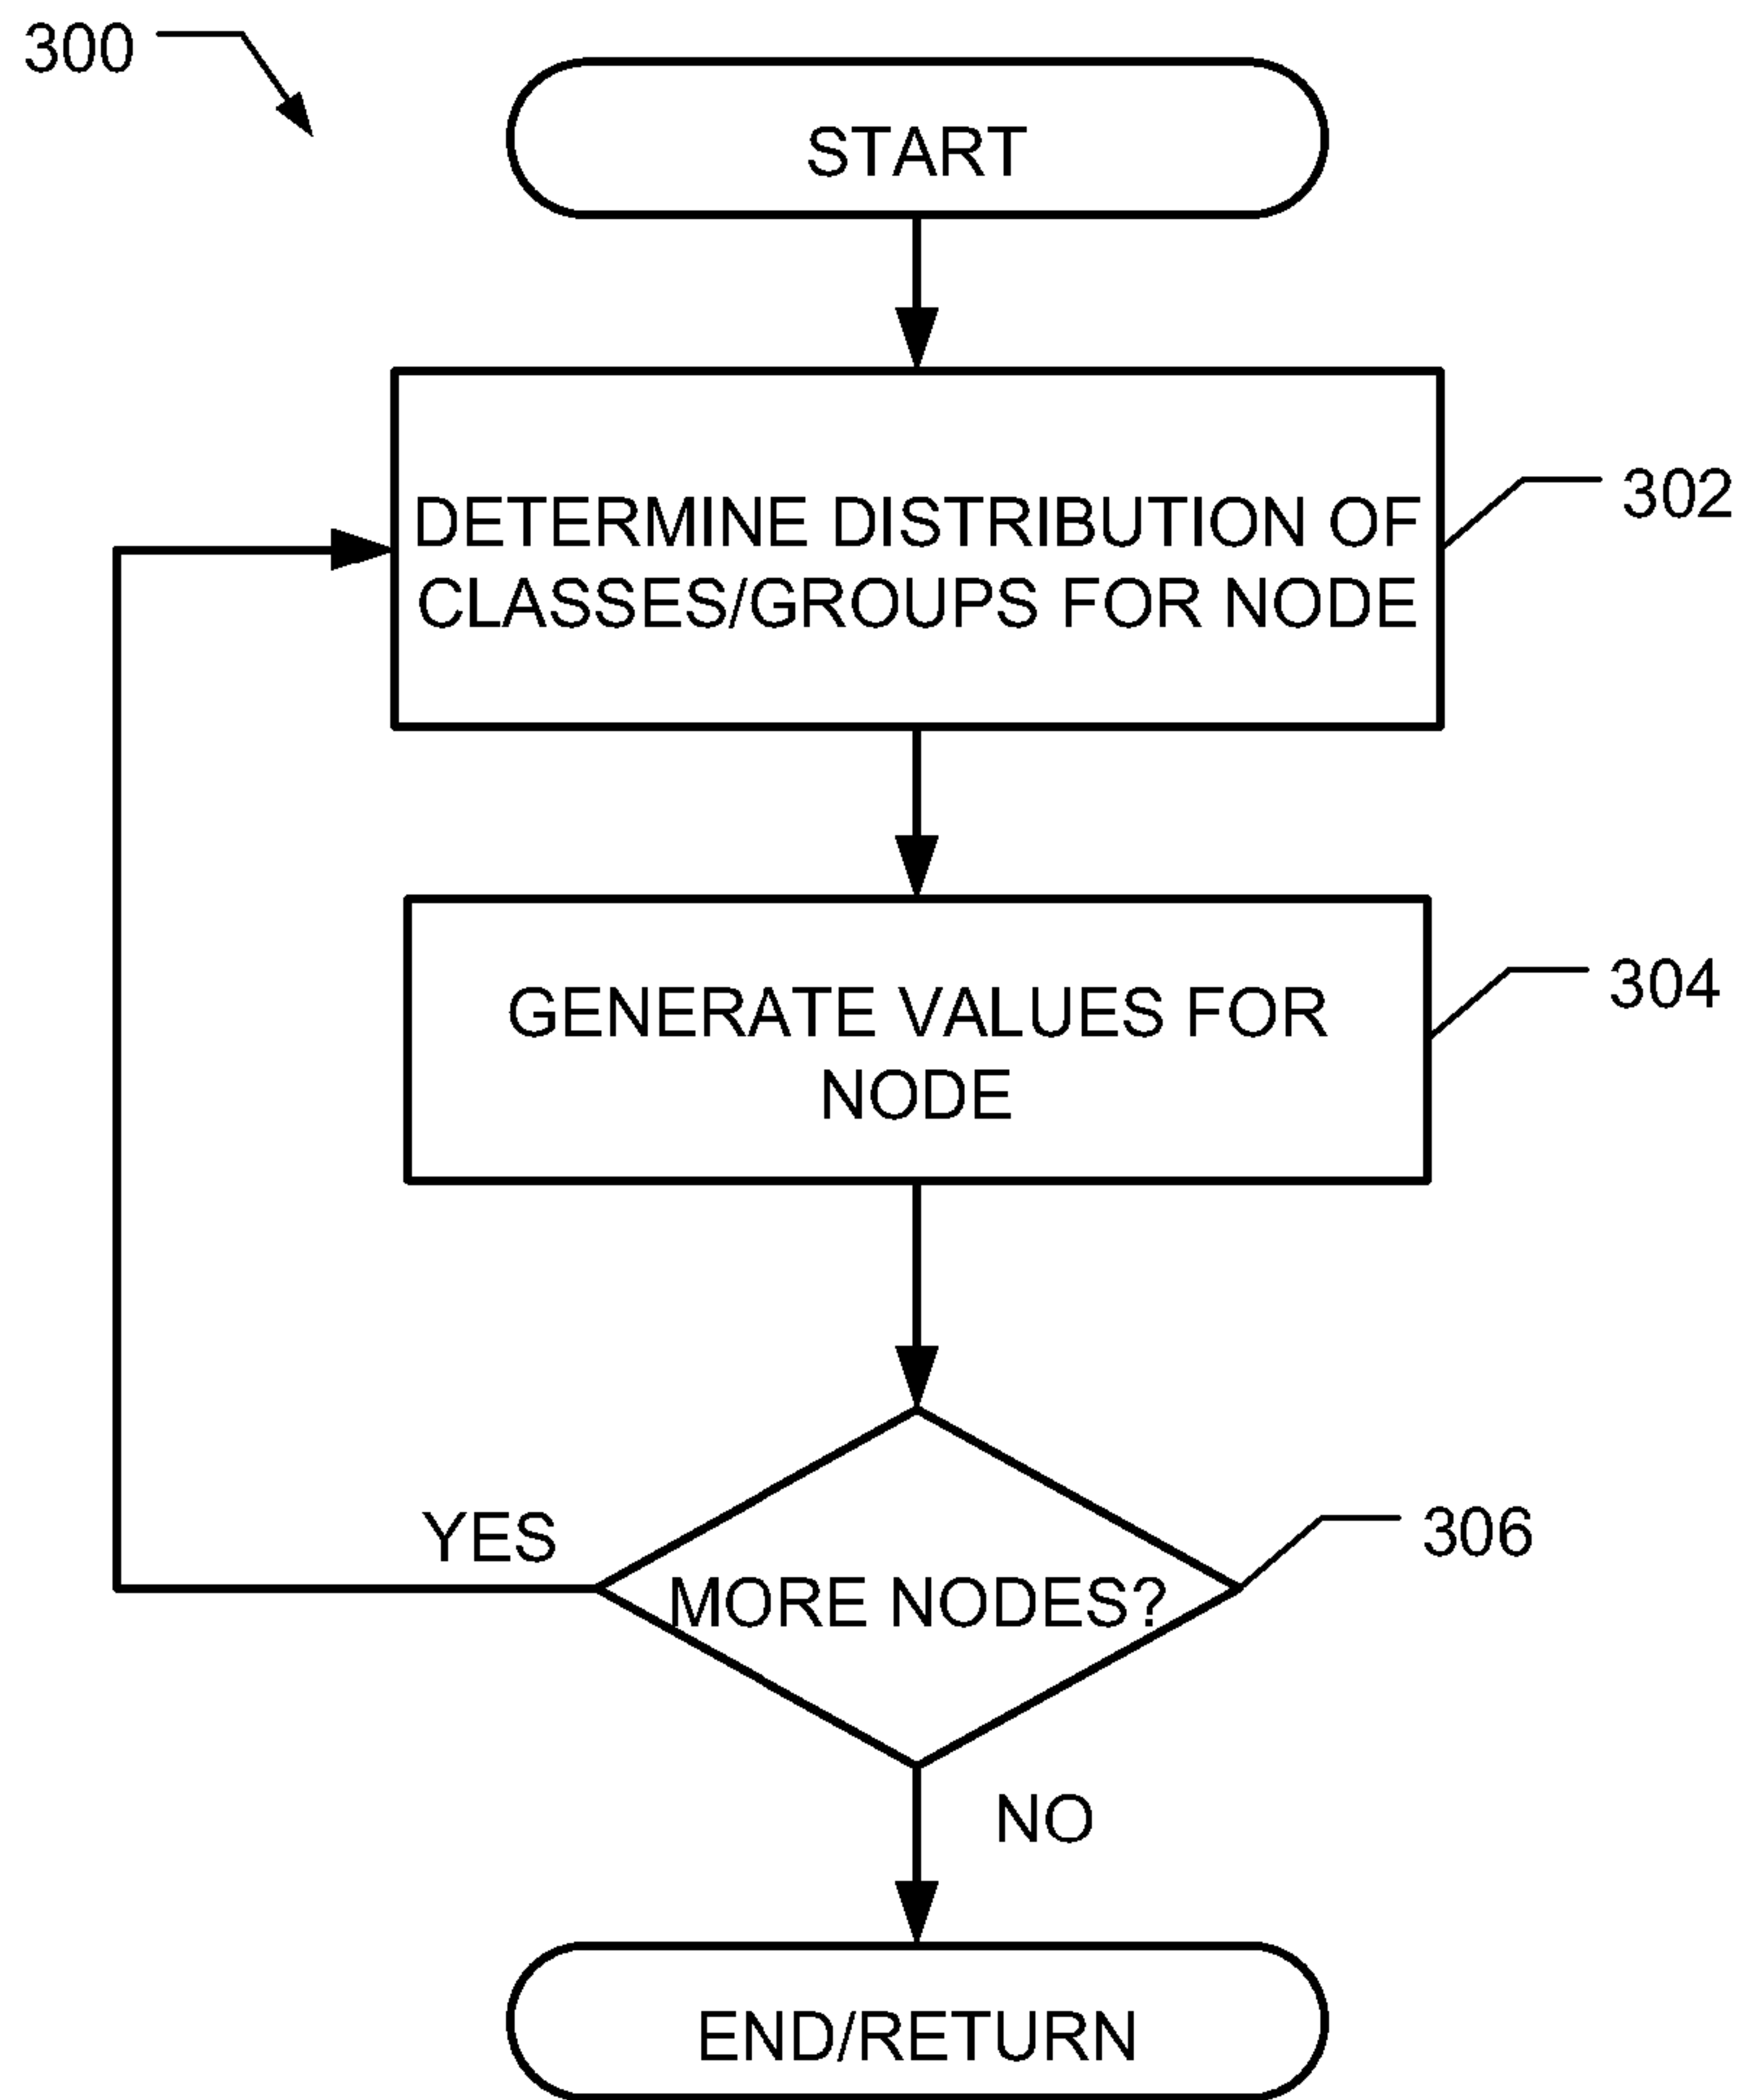 300
START
DETERMINE DISTRIBUTION OF
CLASSES/GROUPS FOR NODE
302
GENERATE VALUES FOR
NODE
304
YES
MORE NODES?
306
NO
END/RETURN